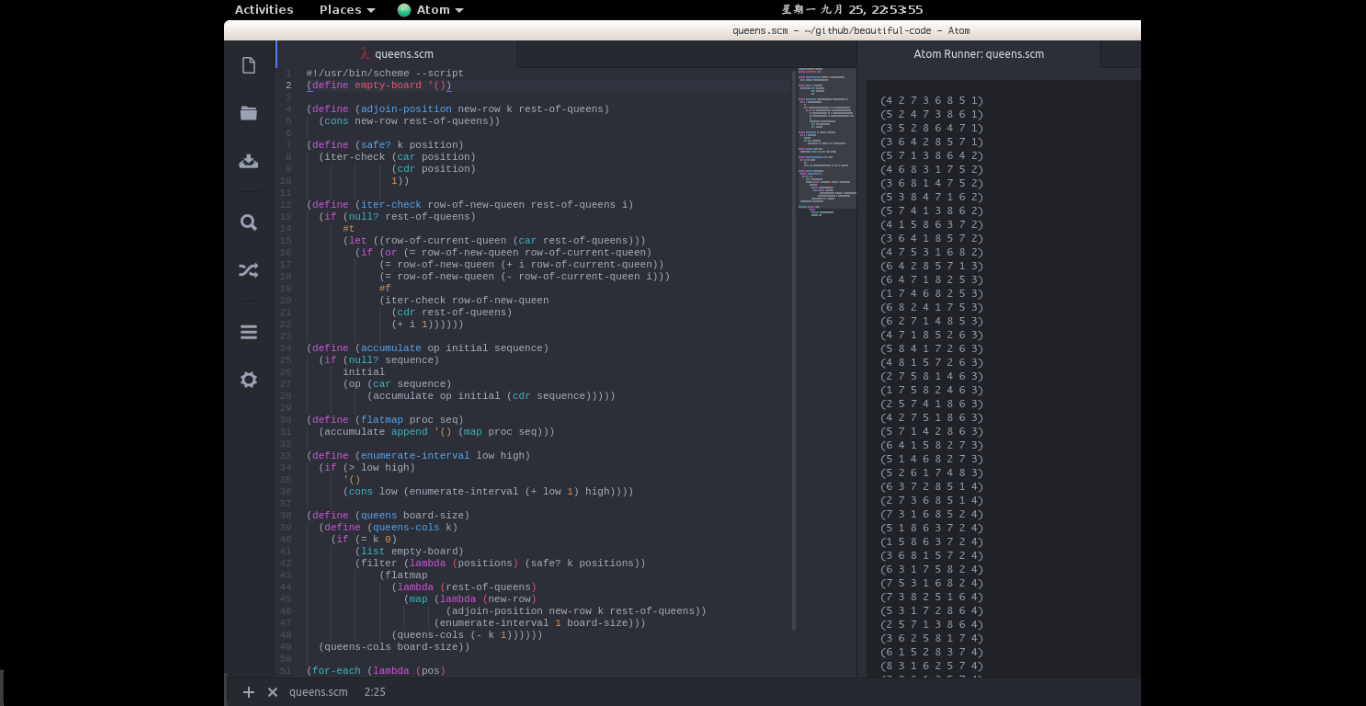 Activities Places Atom 星期一 九月 25, 22:53:55
queens.scm - ~/github/beautiful-code - Atom
queens.scm
Atom Runner: queens.scm
1 #!/usr/bin/scheme --script
2 (define empty-board '())
3
4 (define (adjoin-position new-row k rest-of-queens)
5 (cons new-row rest-of-queens))
6
7 (define (safe? k position)
8 (iter-check (car position)
9 (cdr position)
10 1))
11
12 (define (iter-check row-of-new-queen rest-of-queens i)
13 (if (null? rest-of-queens)
14 #t
15 (let ((row-of-current-queen (car rest-of-queens)))
16 (if (or (= row-of-new-queen row-of-current-queen)
17 (= row-of-new-queen (+ i row-of-current-queen))
18 (= row-of-new-queen (- row-of-current-queen i)))
19 #f
20 (iter-check row-of-new-queen
21 (cdr rest-of-queens)
22 (+ i 1))))))
23
24 (define (accumulate op initial sequence)
25 (if (null? sequence)
26 initial
27 (op (car sequence)
28 (accumulate op initial (cdr sequence)))))
29
30 (define (flatmap proc seq)
31 (accumulate append '() (map proc seq)))
32
33 (define (enumerate-interval low high)
34 (if (> low high)
35 '()
36 (cons low (enumerate-interval (+ low 1) high))))
37
38 (define (queens board-size)
39 (define (queens-cols k)
40 (if (= k 0)
41 (list empty-board)
42 (filter (lambda (positions) (safe? k positions))
43 (flatmap
44 (lambda (rest-of-queens)
45 (map (lambda (new-row)
46 (adjoin-position new-row k rest-of-queens))
47 (enumerate-interval 1 board-size)))
48 (queens-cols (- k 1))))))
49 (queens-cols board-size))
50
51 (for-each (lambda (pos)
(4 2 7 3 6 8 5 1)
(5 2 4 7 3 8 6 1)
(3 5 2 8 6 4 7 1)
(3 6 4 2 8 5 7 1)
(5 7 1 3 8 6 4 2)
(4 6 8 3 1 7 5 2)
(3 6 8 1 4 7 5 2)
(5 3 8 4 7 1 6 2)
(5 7 4 1 3 8 6 2)
(4 1 5 8 6 3 7 2)
(3 6 4 1 8 5 7 2)
(4 7 5 3 1 6 8 2)
(6 4 2 8 5 7 1 3)
(6 4 7 1 8 2 5 3)
(1 7 4 6 8 2 5 3)
(6 8 2 4 1 7 5 3)
(6 2 7 1 4 8 5 3)
(4 7 1 8 5 2 6 3)
(5 8 4 1 7 2 6 3)
(4 8 1 5 7 2 6 3)
(2 7 5 8 1 4 6 3)
(1 7 5 8 2 4 6 3)
(2 5 7 4 1 8 6 3)
(4 2 7 5 1 8 6 3)
(5 7 1 4 2 8 6 3)
(6 4 1 5 8 2 7 3)
(5 1 4 6 8 2 7 3)
(5 2 6 1 7 4 8 3)
(6 3 7 2 8 5 1 4)
(2 7 3 6 8 5 1 4)
(7 3 1 6 8 5 2 4)
(5 1 8 6 3 7 2 4)
(1 5 8 6 3 7 2 4)
(3 6 8 1 5 7 2 4)
(6 3 1 7 5 8 2 4)
(7 5 3 1 6 8 2 4)
(7 3 8 2 5 1 6 4)
(5 3 1 7 2 8 6 4)
(2 5 7 1 3 8 6 4)
(3 6 2 5 8 1 7 4)
(6 1 5 2 8 3 7 4)
(8 3 1 6 2 5 7 4)
queens.scm 2:25